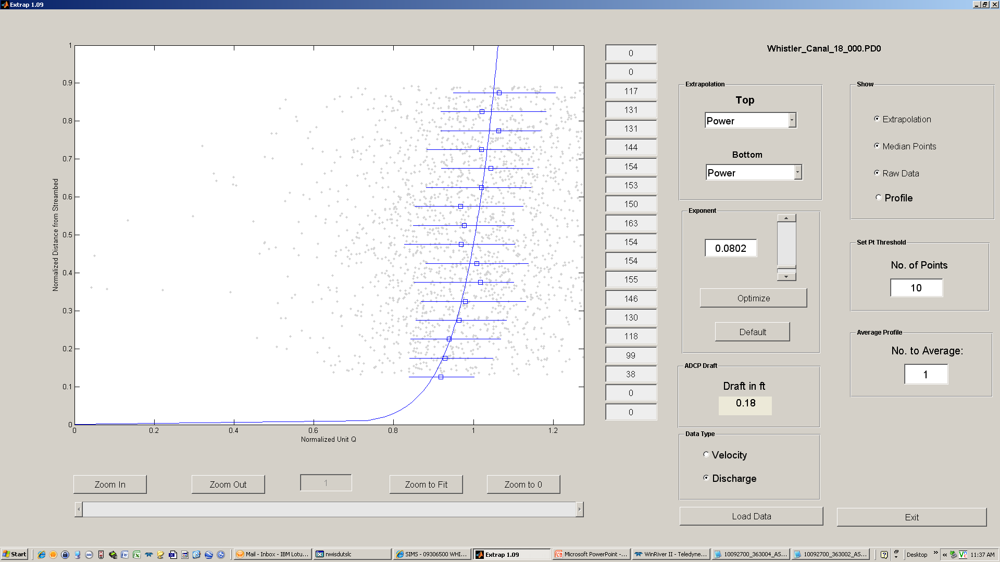 Extrap 1.09
Whistler_Canal_18_000.PD0
1
0.9
0.8
0.7
0.6
0.5
0.4
0.3
0.2
0.1
0
Normalized Distance from Streambed
0
0.2
0.4
0.6
0.8
1
1.2
Normalized Unit Q
0
0
117
131
131
144
154
153
150
163
154
154
155
146
130
118
99
38
0
0
Extrapolation
Top
Power
Bottom
Power
Exponent
0.0802
Optimize
Default
ADCP Draft
Draft in ft
0.18
Data Type
Velocity
Discharge
Load Data
Show
Extrapolation
Median Points
Raw Data
Profile
Set Pt Threshold
No. of Points
10
Average Profile
No. to Average:
1
Exit
Zoom In
Zoom Out
1
Zoom to Fit
Zoom to 0
Start
Mail - Inbox - IBM Lotu...
nwisdutslc
SIMS - 09306500 WHI...
Extrap 1.09
Microsoft PowerPoint - ...
WinRiver II - Teledyne...
10092700_363004_AS...
10092700_363002_AS...
Desktop
11:37 AM